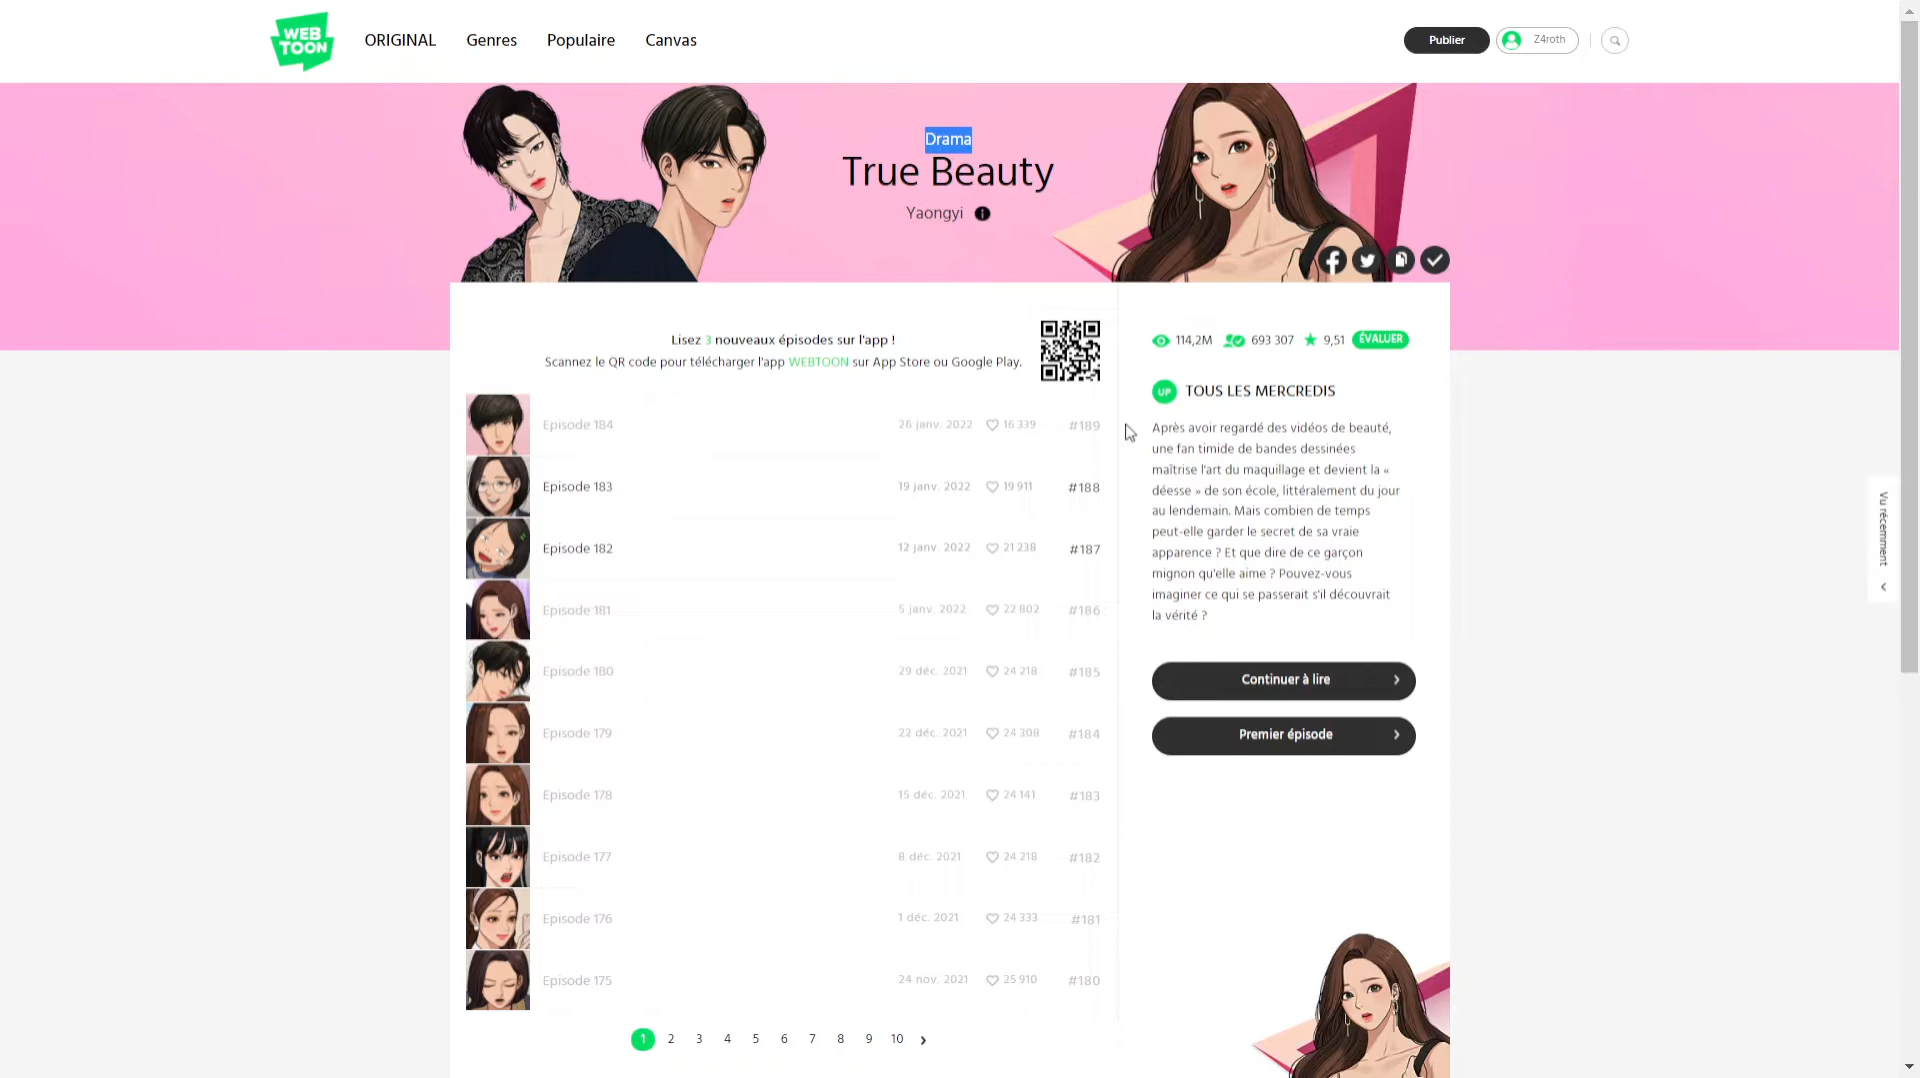 WEB
TOON
ORIGINAL
Genres
Populaire
Canvas
Publier
Z4roth
Drama
True Beauty
Yaongyi
Lisez 3 nouveaux épisodes sur l'app !
Scannez le QR code pour télécharger l'app WEBTOON sur App Store ou Google Play.
Episode 184 26 janv. 2022 16 339 #189
Episode 183 19 janv. 2022 19 911 #188
Episode 182 12 janv. 2022 21 238 #187
Episode 181 5 janv. 2022 22 802 #186
Episode 180 29 déc. 2021 24 218 #185
Episode 179 22 déc. 2021 24 308 #184
Episode 178 15 déc. 2021 24 141 #183
Episode 177 8 déc. 2021 24 218 #182
Episode 176 1 déc. 2021 24 333 #181
Episode 175 24 nov. 2021 25 910 #180
1 2 3 4 5 6 7 8 9 10
114,2M 693 307 9,51 ÉVALUER
UP TOUS LES MERCREDIS
Après avoir regardé des vidéos de beauté,
une fan timide de bandes dessinées
maîtrise l'art du maquillage et devient la «
déesse » de son école, littéralement du jour
au lendemain. Mais combien de temps
peut-elle garder le secret de sa vraie
apparence ? Et que dire de ce garçon
mignon qu'elle aime ? Pouvez-vous
imaginer ce qui se passerait s'il découvrait
la vérité ?
Continuer à lire
Premier épisode
Vu récemment